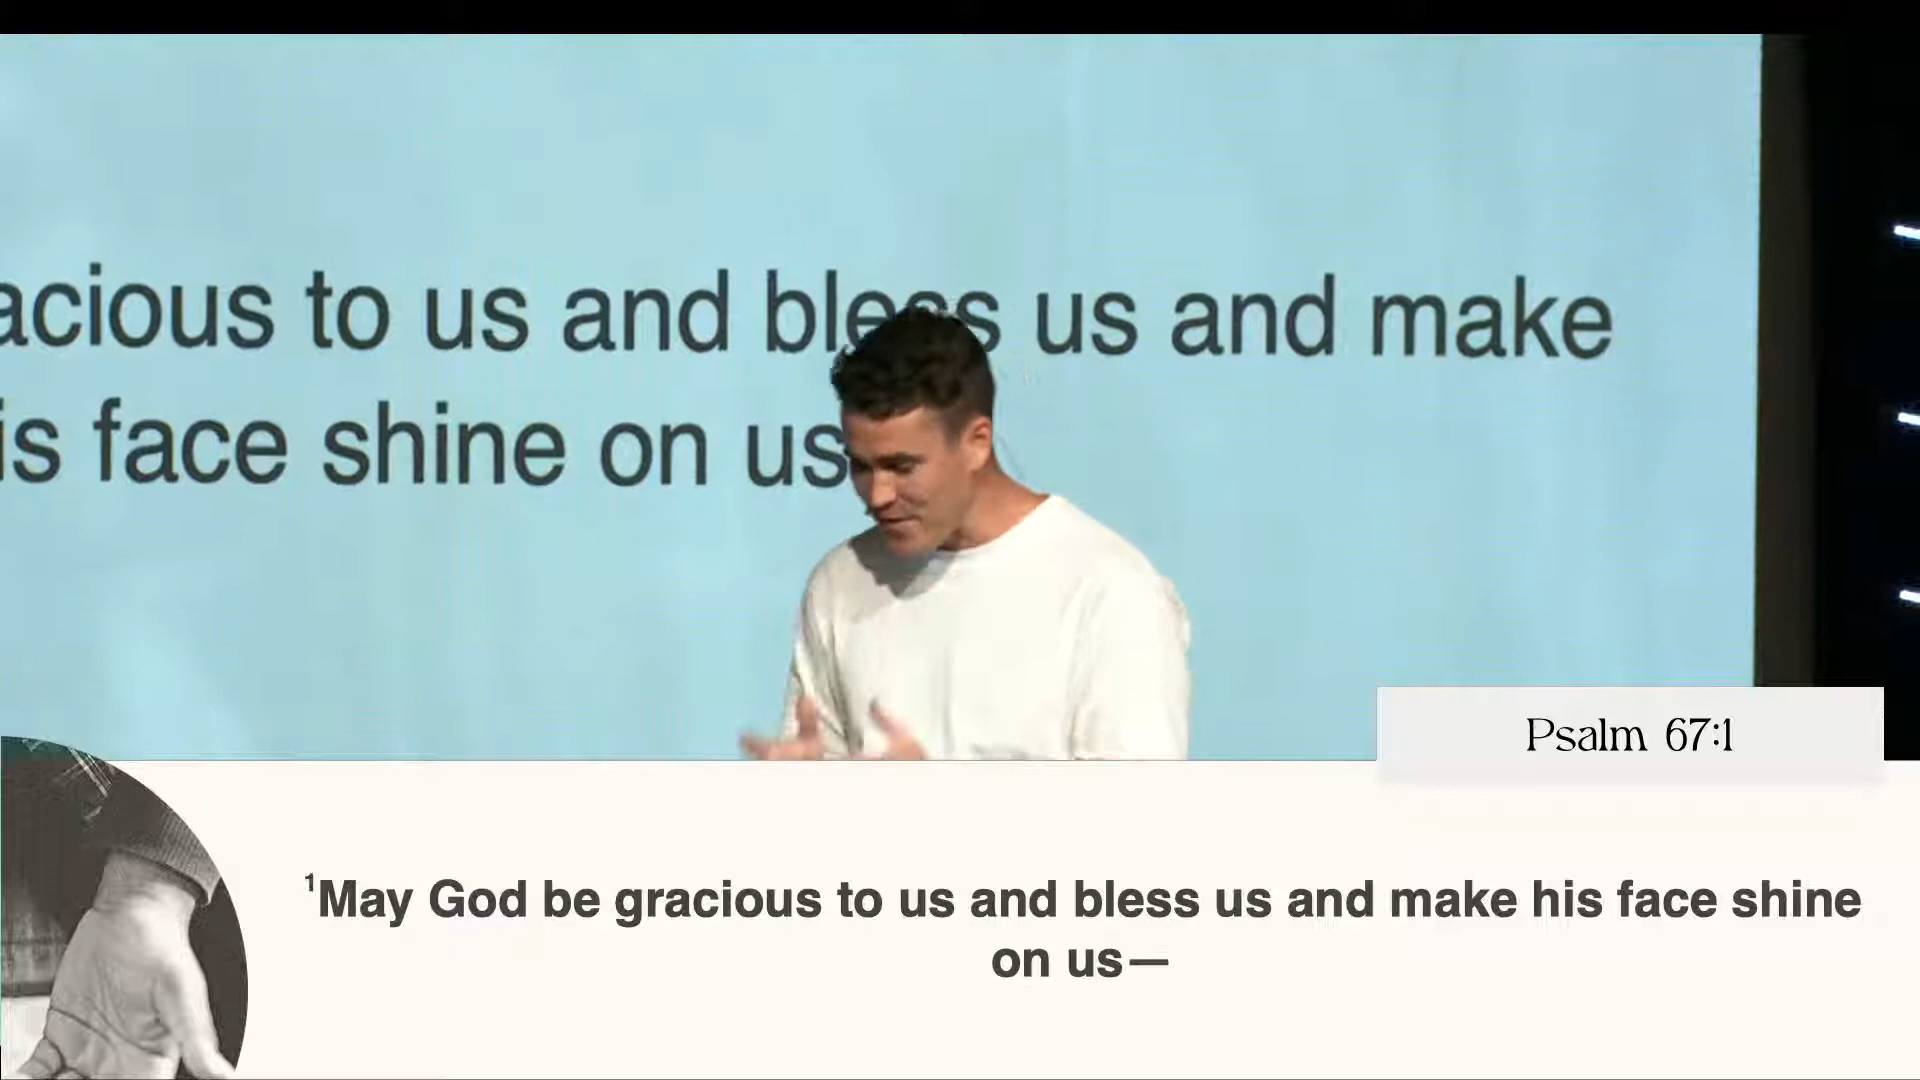 acious to us and bless us and make
is face shine on us
Psalm 67:1
¹May God be gracious to us and bless us and make his face shine
on us—